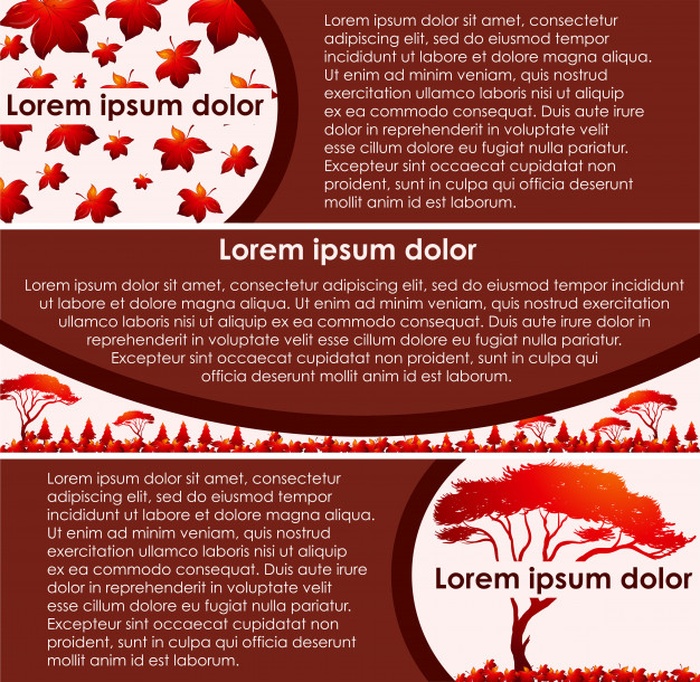 Lorem ipsum dolor
Lorem ipsum dolor sit amet, consectetur
adipiscing elit, sed do eiusmod tempor
incididunt ut labore et dolore magna aliqua.
Ut enim ad minim veniam, quis nostrud
exercitation ullamco laboris nisi ut aliquip
ex ea commodo consequat. Duis aute irure
dolor in reprehenderit in voluptate velit
esse cillum dolore eu fugiat nulla pariatur.
Excepteur sint occaecat cupidatat non
proident, sunt in culpa qui officia deserunt
mollit anim id est laborum.
Lorem ipsum dolor
Lorem ipsum dolor sit amet, consectetur adipiscing elit, sed do eiusmod tempor incididunt
ut labore et dolore magna aliqua. Ut enim ad minim veniam, quis nostrud exercitation
ullamco laboris nisi ut aliquip ex ea commodo consequat. Duis aute irure dolor in
reprehenderit in voluptate velit esse cillum dolore eu fugiat nulla pariatur.
Excepteur sint occaecat cupidatat non proident, sunt in culpa qui
officia deserunt mollit anim id est laborum.
Lorem ipsum dolor sit amet, consectetur
adipiscing elit, sed do eiusmod tempor
incididunt ut labore et dolore magna aliqua.
Ut enim ad minim veniam, quis nostrud
exercitation ullamco laboris nisi ut aliquip
ex ea commodo consequat. Duis aute irure
dolor in reprehenderit in voluptate velit
esse cillum dolore eu fugiat nulla pariatur.
Excepteur sint occaecat cupidatat non
proident, sunt in culpa qui officia deserunt
mollit anim id est laborum.
Lorem ipsum dolor